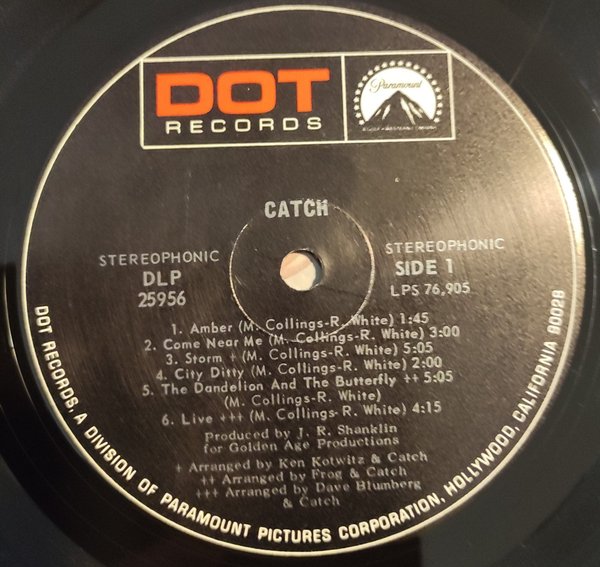 DOT
RECORDS
Paramount
CATCH
STEREOPHONIC
DLP
25956
STEREOPHONIC
SIDE 1
LPS 76,905
1. Amber (M. Collings-R. White) 1:45
2. Come Near Me (M. Collings-R. White) 3:00
3. Storm + (M. Collings-R. White) 5:05
4. City Ditty (M. Collings-R. White) 2:00
5. The Dandelion And The Butterfly ++ 5:05
(M. Collings-R. White)
6. Live +++ (M. Collings-R. White) 4:15
Produced by J. R. Shanklin
for Golden Age Productions
+ Arranged by Ken Kotwitz & Catch
++ Arranged by Frog & Catch
+++ Arranged by Dave Blumberg
& Catch
DOT RECORDS, A DIVISION OF PARAMOUNT PICTURES CORPORATION, HOLLYWOOD, CALIFORNIA 90028